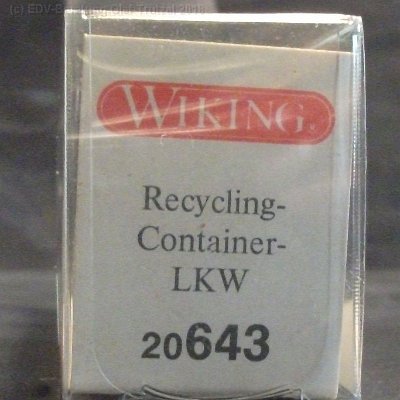 WIKING
Recycling-
Container-
LKW
20643